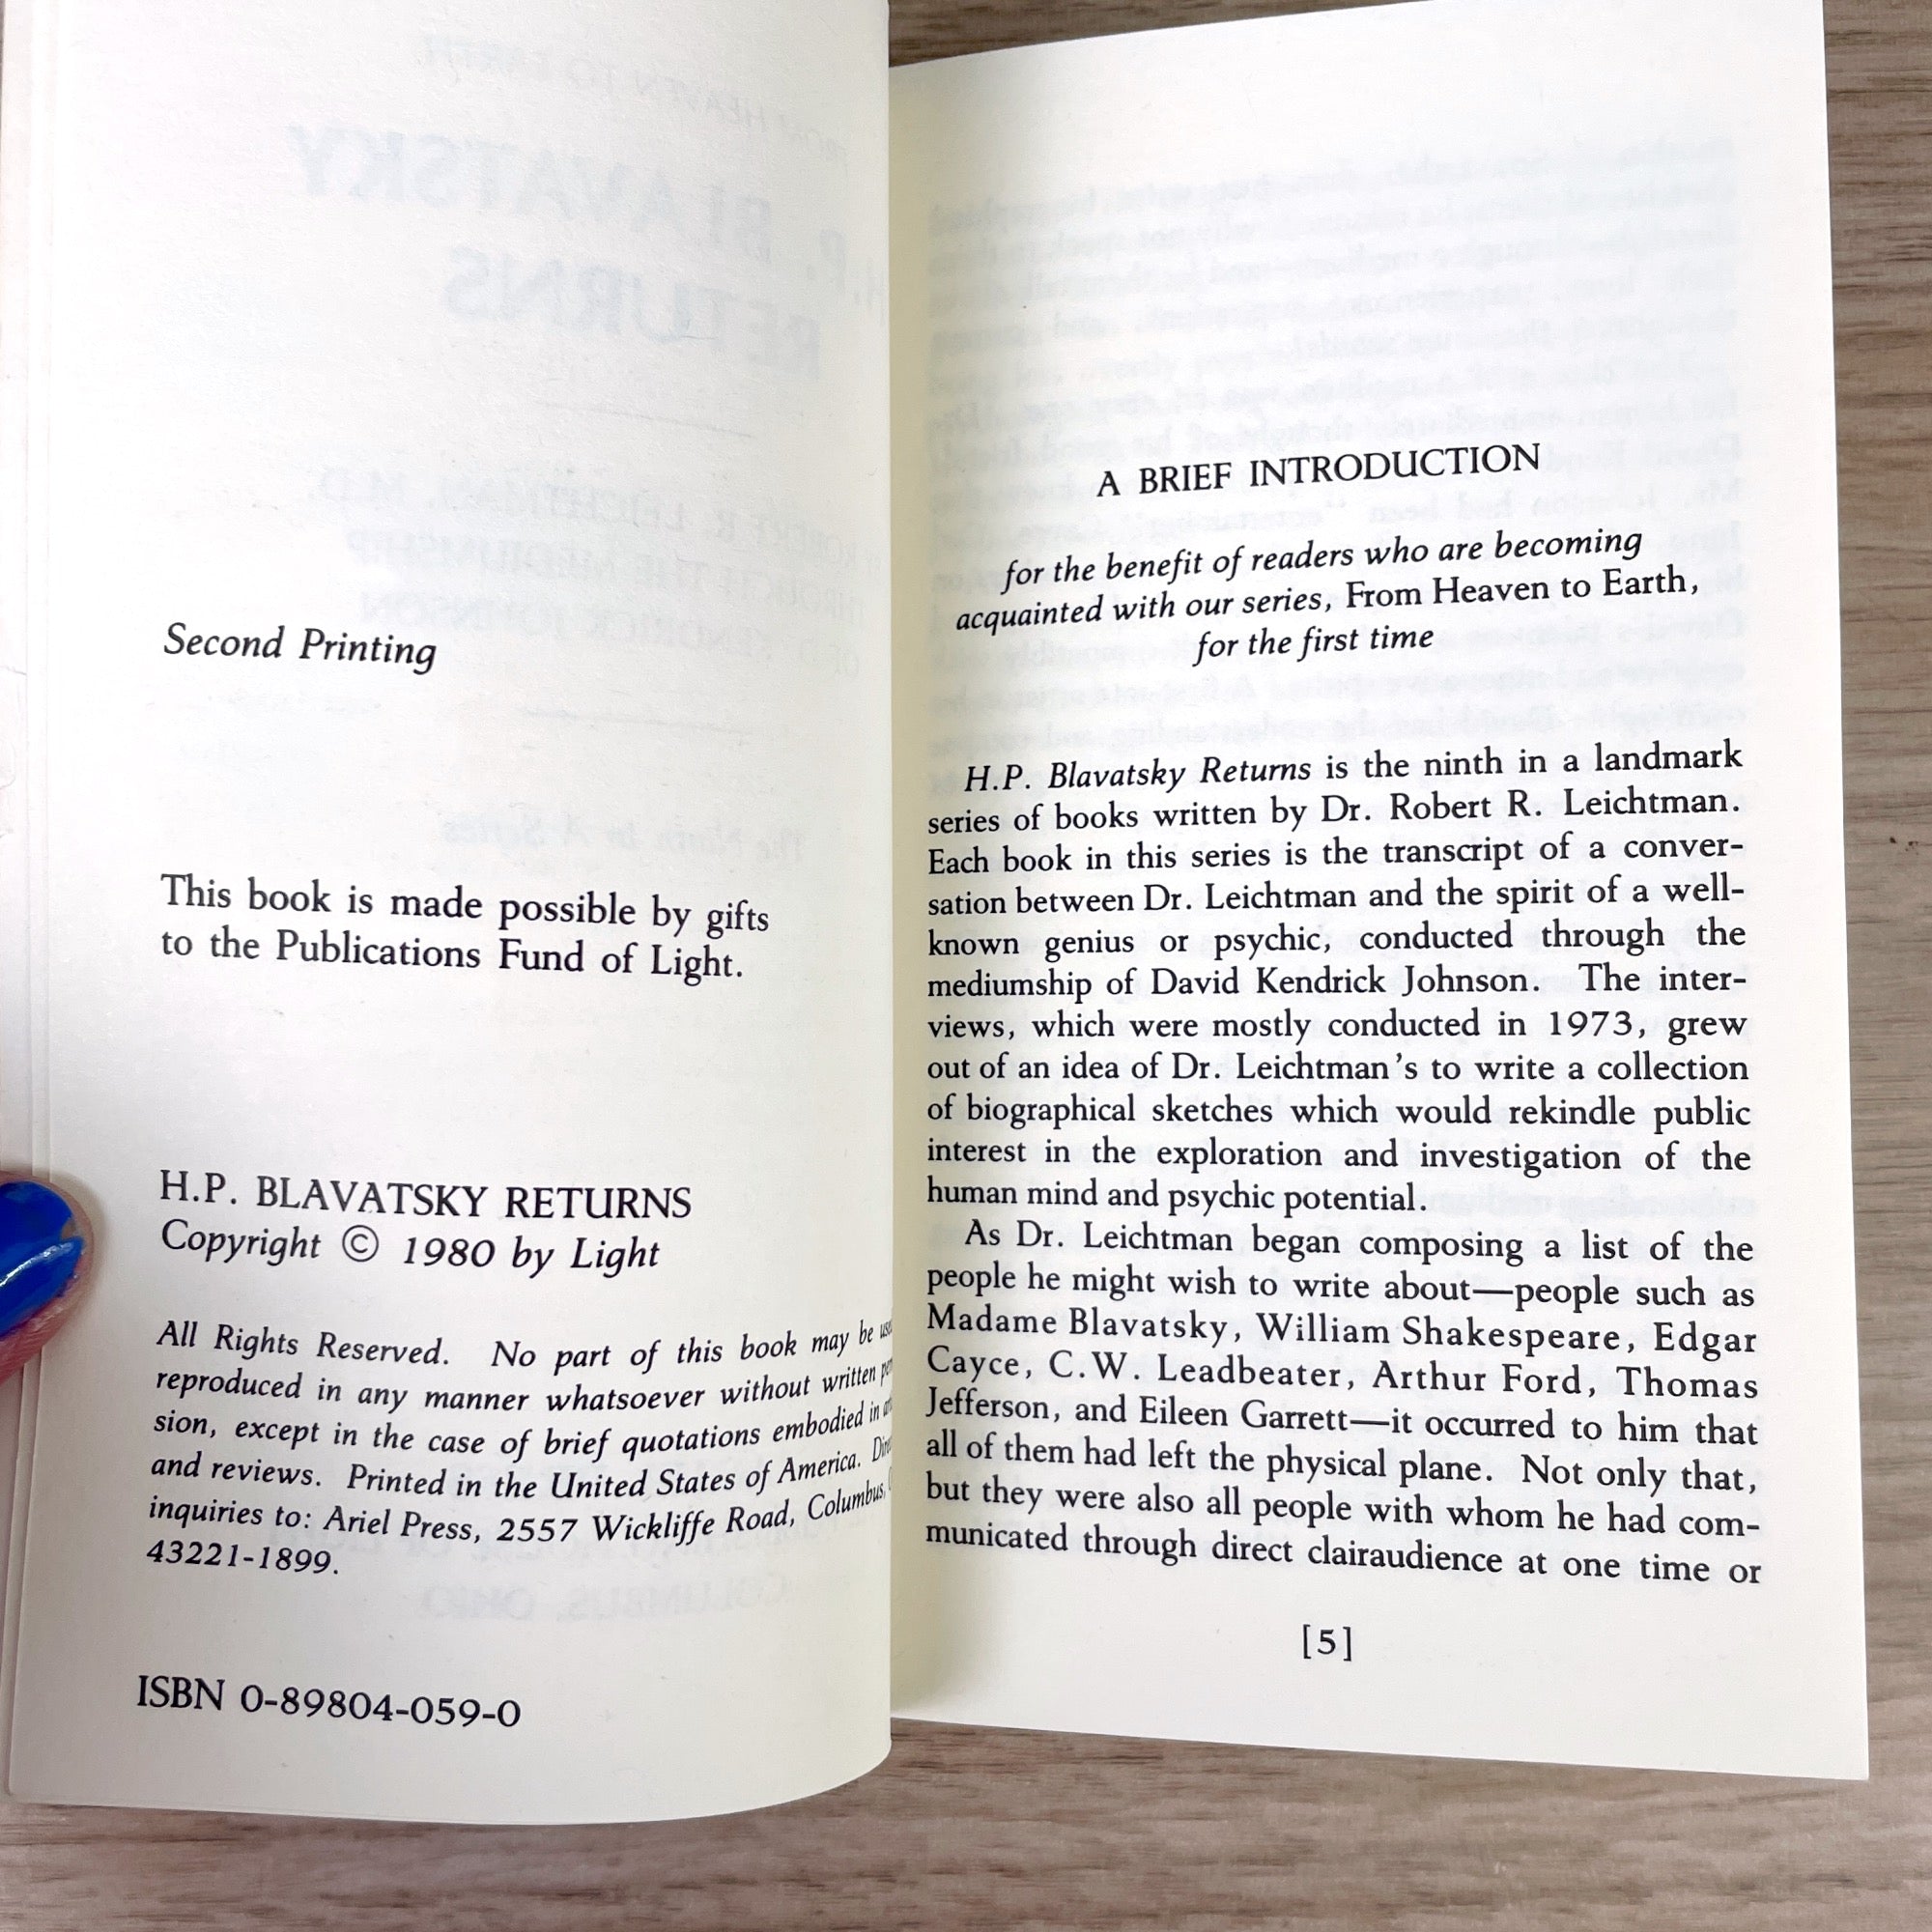 Second Printing
This book is made possible by gifts
to the Publications Fund of Light.
H.P. BLAVATSKY RETURNS
Copyright © 1980 by Light
All Rights Reserved. No part of this book may be
reproduced in any manner whatsoever without written
sion, except in the case of brief quotations embodied in
and reviews. Printed in the United States of America.
inquiries to: Ariel Press, 2557 Wickliffe Road, Columbus,
43221-1899.
ISBN 0-89804-059-0
A BRIEF INTRODUCTION
for the benefit of readers who are becoming
acquainted with our series, From Heaven to Earth,
for the first time
H.P. Blavatsky Returns is the ninth in a landmark
series of books written by Dr. Robert R. Leichtman.
Each book in this series is the transcript of a conver-
sation between Dr. Leichtman and the spirit of a well-
known genius or psychic, conducted through the
mediumship of David Kendrick Johnson. The inter-
views, which were mostly conducted in 1973, grew
out of an idea of Dr. Leichtman's to write a collection
of biographical sketches which would rekindle public
interest in the exploration and investigation of the
human mind and psychic potential.
As Dr. Leichtman began composing a list of the
people he might wish to write about—people such as
Madame Blavatsky, William Shakespeare, Edgar
Cayce, C.W. Leadbeater, Arthur Ford, Thomas
Jefferson, and Eileen Garrett—it occurred to him that
all of them had left the physical plane. Not only that,
but they were also all people with whom he had com-
municated through direct clairaudience at one time or
[5]